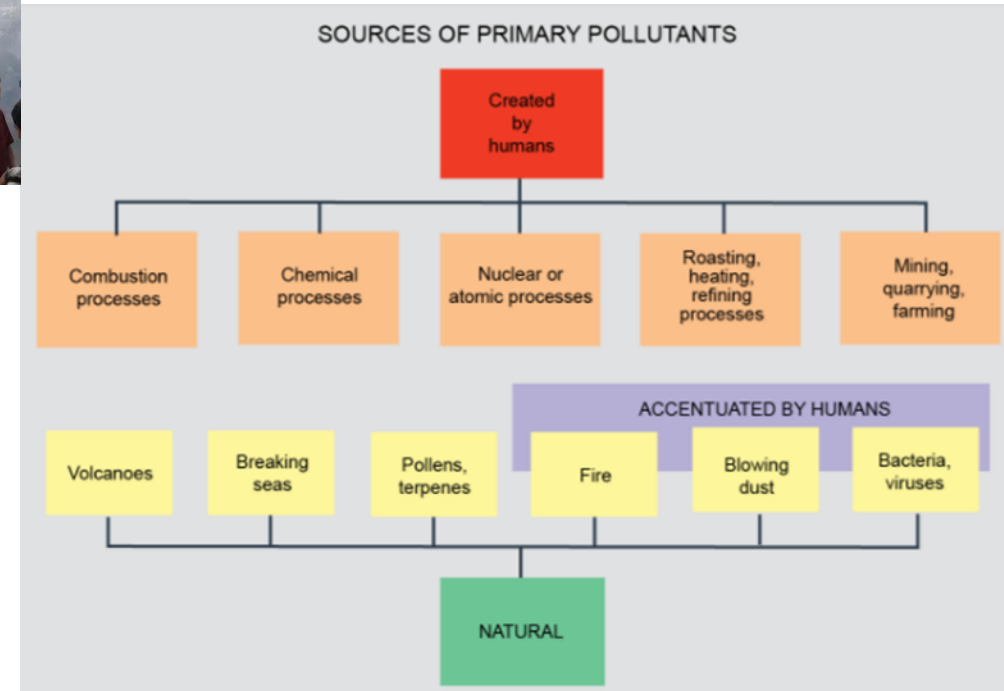 SOURCES OF PRIMARY POLLUTANTS
Created
by
humans
Combustion
processes
Chemical
processes
Nuclear or
atomic processes
Roasting,
heating,
refining
processes
Mining,
quarrying,
farming
ACCENTUATED BY HUMANS
Volcanoes
Breaking
seas
Pollens,
terpenes
Fire
Blowing
dust
Bacteria,
viruses
NATURAL